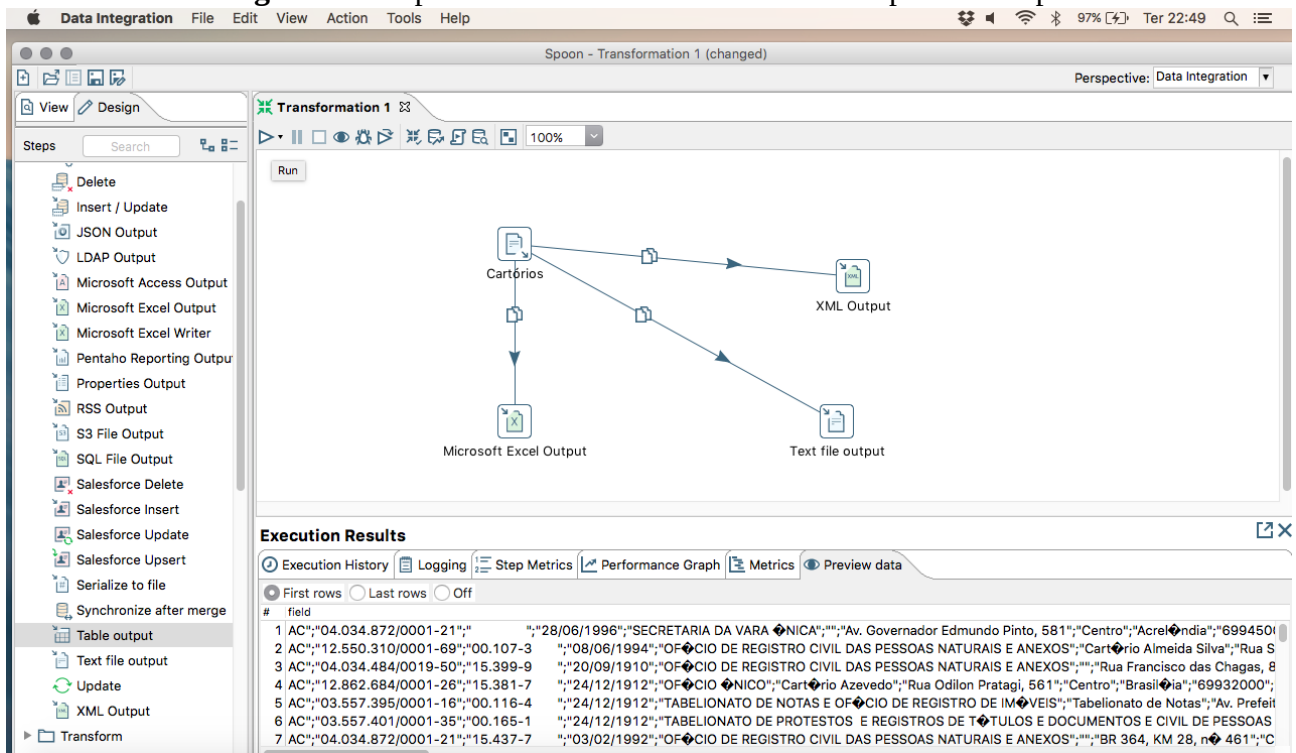 Data Integration File Edit View Action Tools Help 97% Ter 22:49
Spoon - Transformation 1 (changed)
Perspective: Data Integration
View Design
Transformation 1
Steps Search
100%
Run
Delete
Insert / Update
JSON Output
LDAP Output
Microsoft Access Output
Microsoft Excel Output
Microsoft Excel Writer
Pentaho Reporting Outpu
Properties Output
RSS Output
S3 File Output
SQL File Output
Salesforce Delete
Salesforce Insert
Salesforce Update
Salesforce Upsert
Serialize to file
Synchronize after merge
Table output
Text file output
Update
XML Output
Transform
Cartórios
XML Output
Microsoft Excel Output
Text file output
Execution Results
Execution History Logging Step Metrics Performance Graph Metrics Preview data
First rows Last rows Off
# field
1 AC";"04.034.872/0001-21";" ";"28/06/1996";"SECRETARIA DA VARA �NICA";"";"Av. Governador Edmundo Pinto, 581";"Centro";"Acrel�ndia";"6994500
2 AC";"12.550.310/0001-69";"00.107-3 ";"08/06/1994";"OF�CIO DE REGISTRO CIVIL DAS PESSOAS NATURAIS E ANEXOS";"Cart�rio Almeida Silva";"Rua S
3 AC";"04.034.484/0019-50";"15.399-9 ";"20/09/1910";"OF�CIO DE REGISTRO CIVIL DAS PESSOAS NATURAIS E ANEXOS";"";"Rua Francisco das Chagas, 8
4 AC";"12.862.684/0001-26";"15.381-7 ";"24/12/1912";"OF�CIO �NICO";"Cart�rio Azevedo";"Rua Odilon Pratagi, 561";"Centro";"Brasil�ia";"69932000";
5 AC";"03.557.395/0001-16";"00.116-4 ";"24/12/1912";"TABELIONATO DE NOTAS E OF�CIO DE REGISTRO DE IM�VEIS";"Tabelionato de Notas";"Av. Prefeit
6 AC";"03.557.401/0001-35";"00.165-1 ";"24/12/1912";"TABELIONATO DE PROTESTOS E REGISTROS DE T�TULOS E DOCUMENTOS E CIVIL DE PESSOAS
7 AC";"04.034.872/0001-21";"15.437-7 ";"03/02/1992";"OF�CIO DE REGISTRO CIVIL DAS PESSOAS NATURAIS E ANEXOS";"";"BR 364, KM 28, n� 461";"C